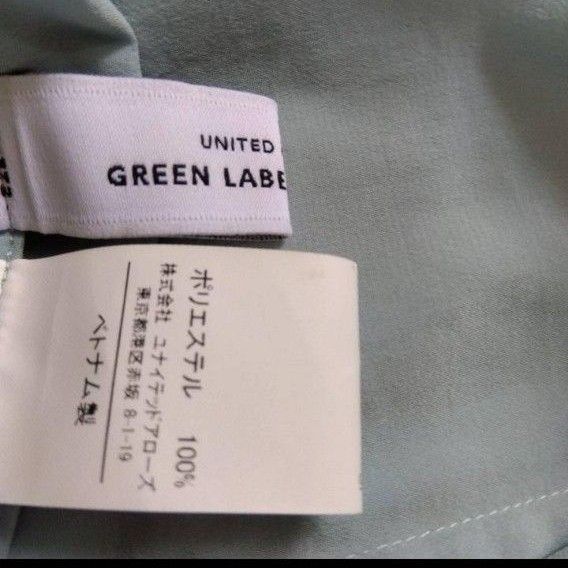 UNITED
GREEN LABE
ポリエステル 100%
株式会社 ユナイテッドアローズ
東京都港区赤坂 8-1-19
ベトナム製